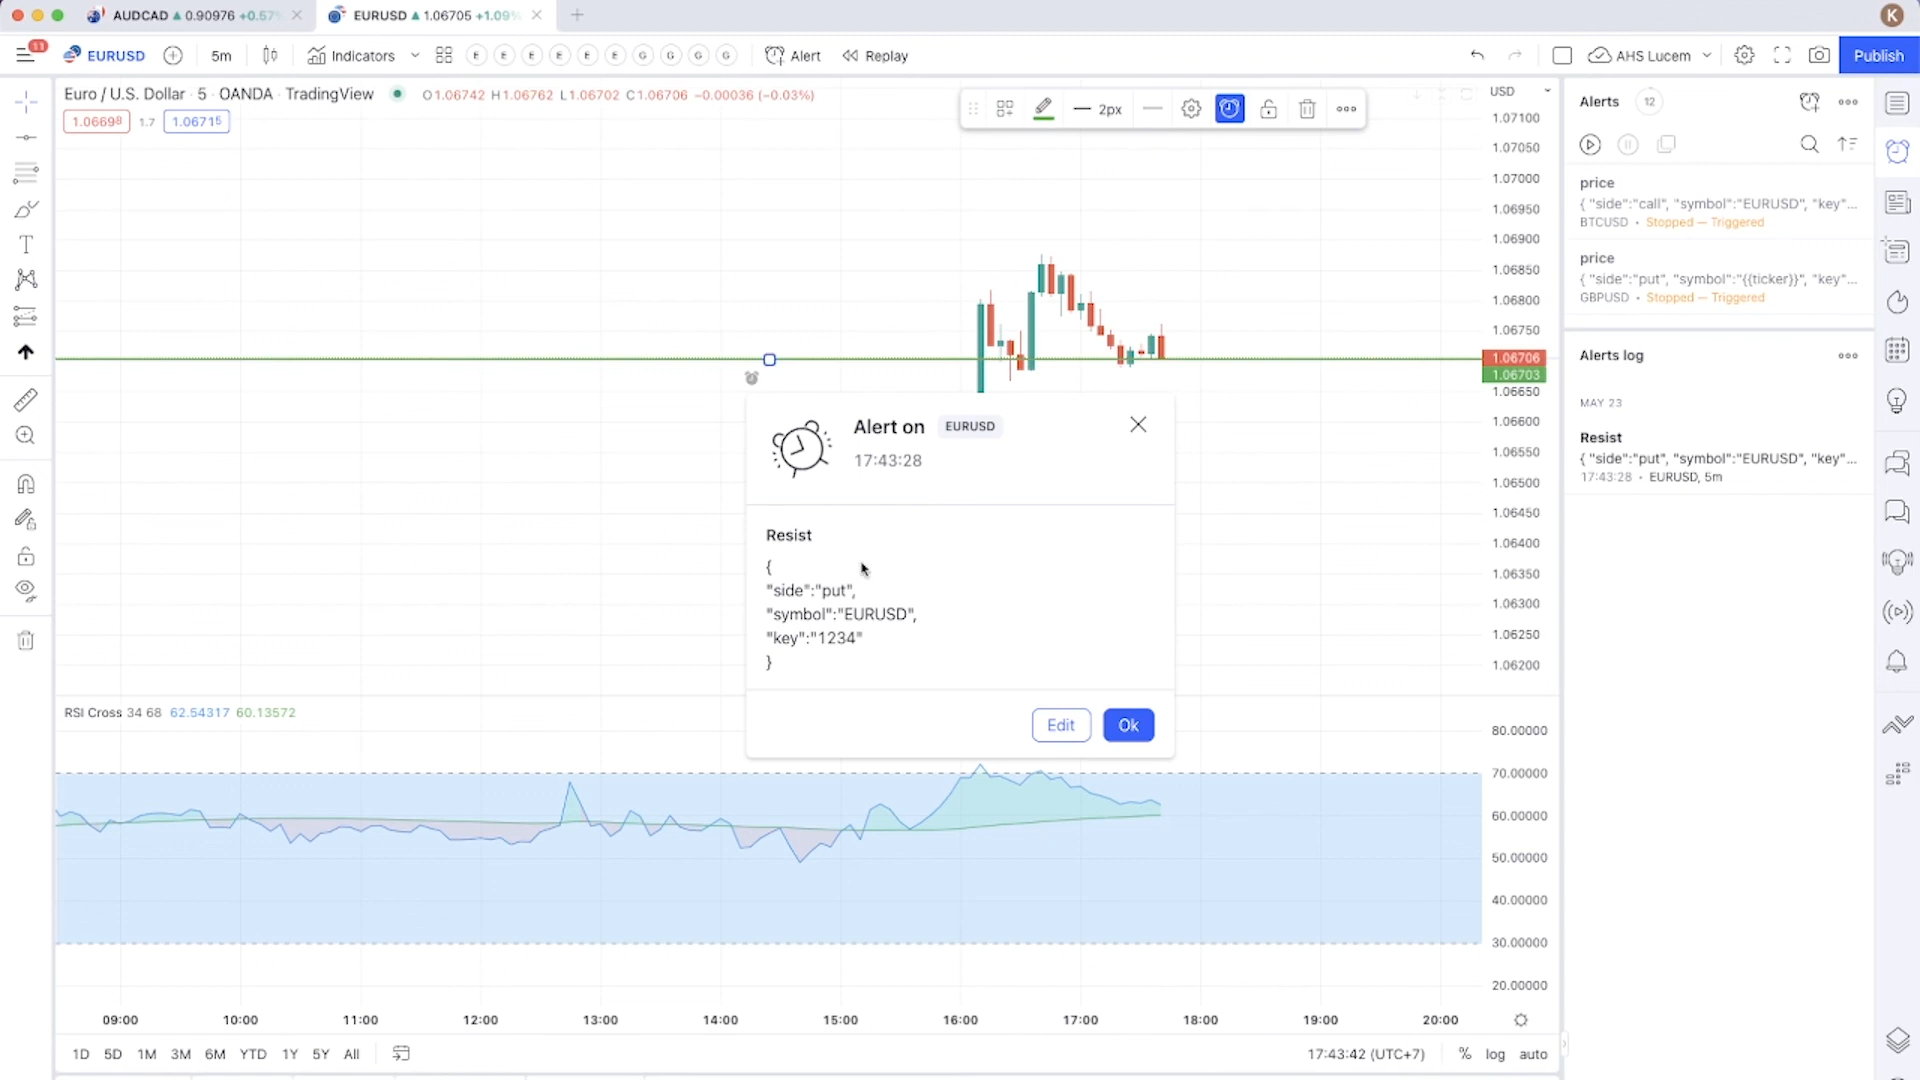 AUDCAD ▲ 0.90976 +0.57%
EURUSD ▲ 1.06705 +1.09%
K
11
EURUSD
5m
Indicators
E E E E E E G G G G
Alert
Replay
AHS Lucem
Publish
Euro / U.S. Dollar · 5 · OANDA · TradingView
O1.06742 H1.06762 L1.06702 C1.06706 −0.00036 (−0.03%)
1.06698
1.7
1.06715
2px
USD
1.07100
1.07050
1.07000
1.06950
1.06900
1.06850
1.06800
1.06750
1.06706
1.06703
1.06650
1.06600
1.06550
1.06500
1.06450
1.06400
1.06350
1.06300
1.06250
1.06200
Alerts
12
price
{ "side":"call", "symbol":"EURUSD", "key"...
BTCUSD • Stopped — Triggered
price
{ "side":"put", "symbol":"{{ticker}}", "key"...
GBPUSD • Stopped — Triggered
Alerts log
MAY 23
Resist
{ "side":"put", "symbol":"EURUSD", "key"...
17:43:28 • EURUSD, 5m
Alert on
EURUSD
17:43:28
Resist
{
"side":"put",
"symbol":"EURUSD",
"key":"1234"
}
Edit
Ok
RSI Cross 34 68 62.54317 60.13572
80.00000
70.00000
60.00000
50.00000
40.00000
30.00000
20.00000
09:00
10:00
11:00
12:00
13:00
14:00
15:00
16:00
17:00
18:00
19:00
20:00
1D
5D
1M
3M
6M
YTD
1Y
5Y
All
17:43:42 (UTC+7)
%
log
auto